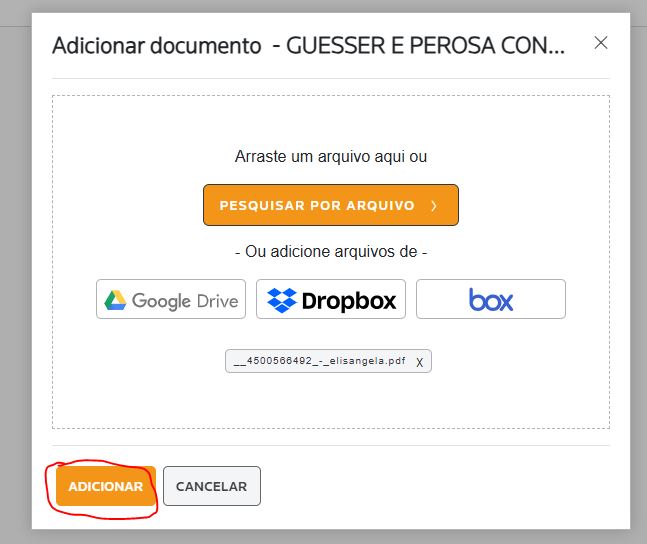 Adicionar documento - GUESSER E PEROSA CON...
Arraste um arquivo aqui ou
PESQUISAR POR ARQUIVO
- Ou adicione arquivos de -
Google Drive
Dropbox
box
__4500566492_-_elisangela.pdf X
ADICIONAR
CANCELAR